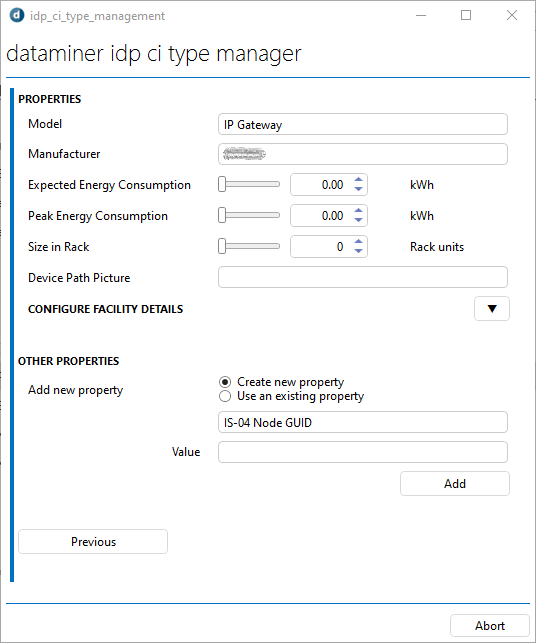 idp_ci_type_management
dataminer idp ci type manager
PROPERTIES
Model IP Gateway
Manufacturer
Expected Energy Consumption 0.00 kWh
Peak Energy Consumption 0.00 kWh
Size in Rack 0 Rack units
Device Path Picture
CONFIGURE FACILITY DETAILS
OTHER PROPERTIES
Add new property Create new property
Use an existing property
IS-04 Node GUID
Value
Add
Previous
Abort